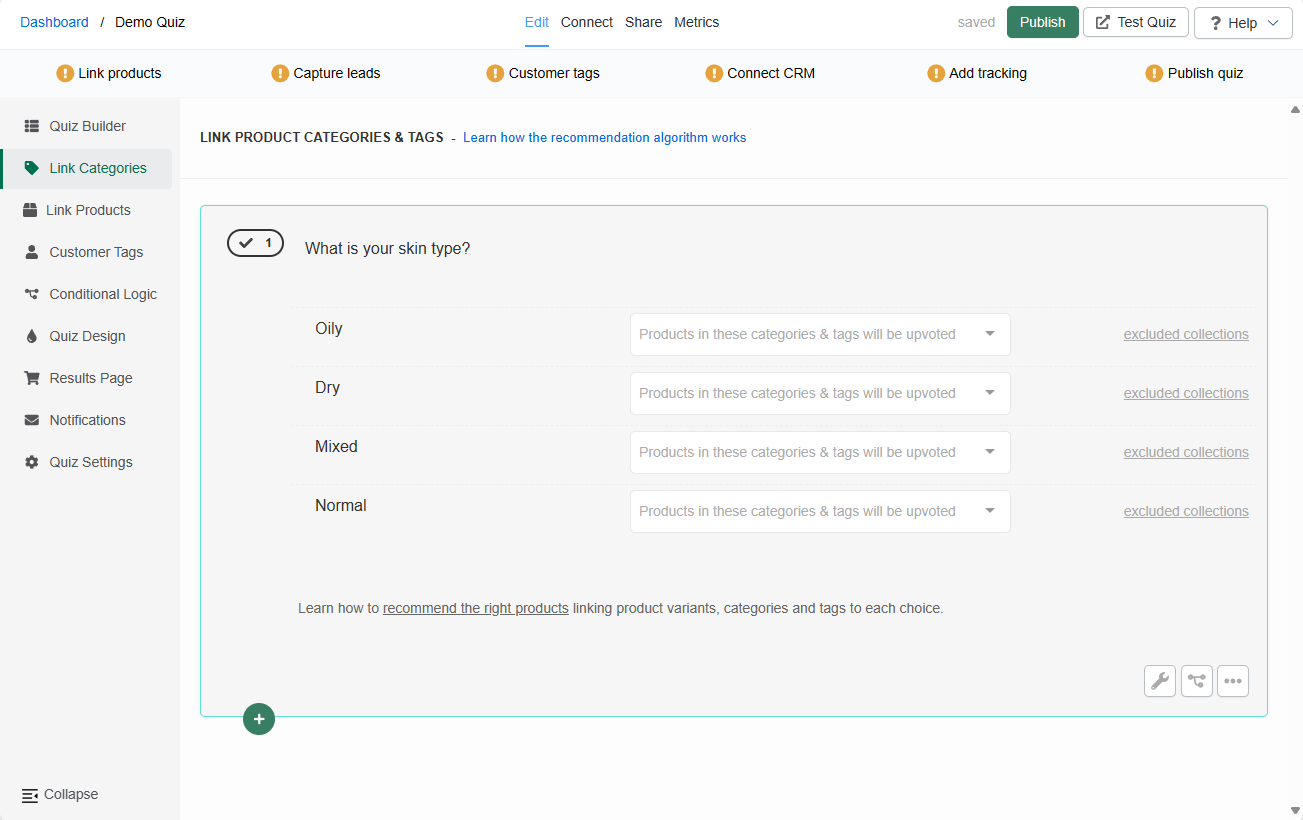 Dashboard / Demo Quiz Edit Connect Share Metrics saved Publish Test Quiz ? Help
! Link products ! Capture leads ! Customer tags ! Connect CRM ! Add tracking ! Publish quiz
Quiz Builder
Link Categories
Link Products
Customer Tags
Conditional Logic
Quiz Design
Results Page
Notifications
Quiz Settings
Collapse
LINK PRODUCT CATEGORIES & TAGS - Learn how the recommendation algorithm works
1 What is your skin type?
Oily Products in these categories & tags will be upvoted excluded collections
Dry Products in these categories & tags will be upvoted excluded collections
Mixed Products in these categories & tags will be upvoted excluded collections
Normal Products in these categories & tags will be upvoted excluded collections
Learn how to recommend the right products linking product variants, categories and tags to each choice.